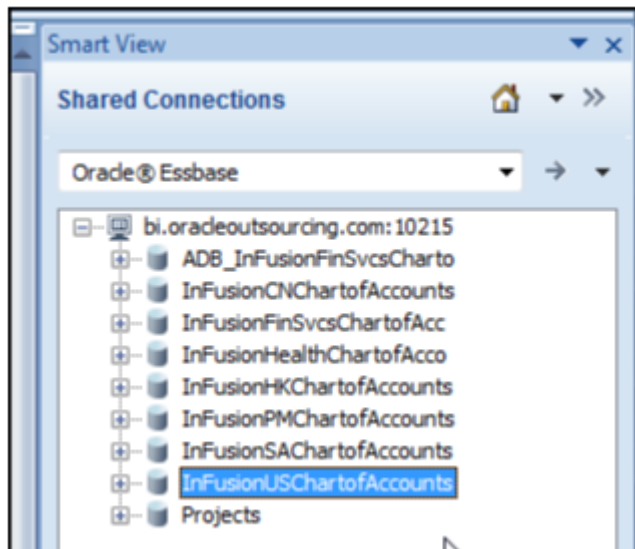 Smart View
Shared Connections
Oracle® Essbase
bi.oracleoutsourcing.com:10215
ADB_InFusionFinSvcsCharto
InFusionCNChartofAccounts
InFusionFinSvcsChartofAcc
InFusionHealthChartofAcco
InFusionHKChartofAccounts
InFusionPMChartofAccounts
InFusionSAChartofAccounts
InFusionUSChartofAccounts
Projects